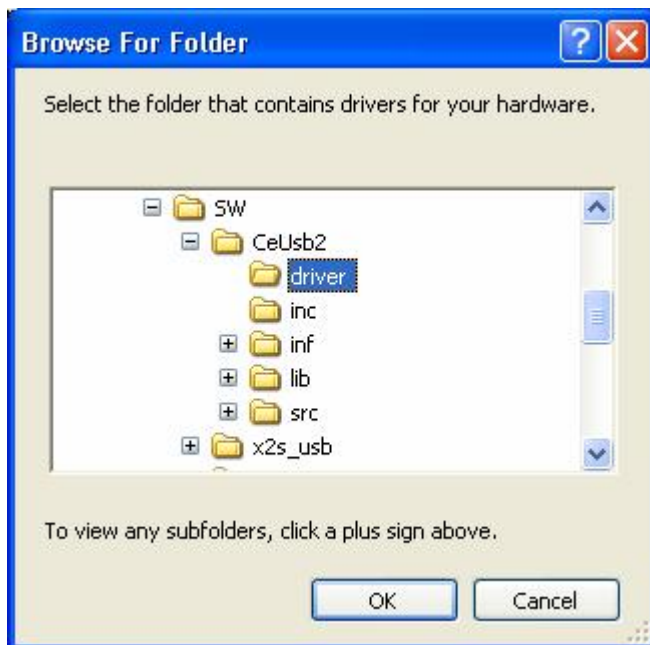 Browse For Folder
Select the folder that contains drivers for your hardware.
SW
CeUsb2
driver
inc
inf
lib
src
x2s_usb
To view any subfolders, click a plus sign above.
OK Cancel